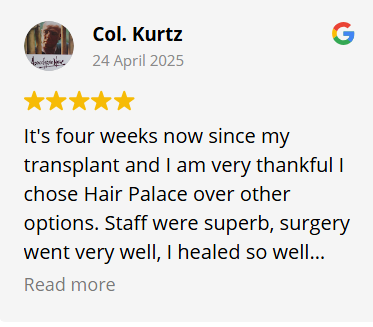 Col. Kurtz
24 April 2025
It's four weeks now since my
transplant and I am very thankful I
chose Hair Palace over other
options. Staff were superb, surgery
went very well, I healed so well...
Read more